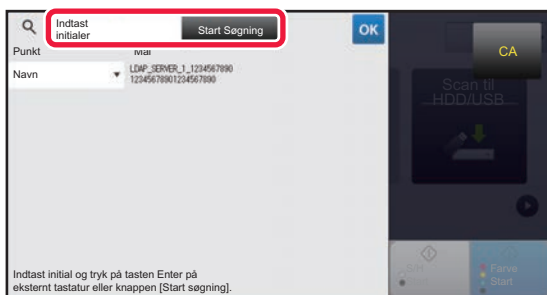 Indtast
initialer
Start Søgning
OK
CA
Punkt
Mål
Navn
LDAP_SERVER_1_1234567890
12345678901234567890
Scan til
HDD/USB
Indtast initial og tryk på tasten Enter på
eksternt tastatur eller knappen [Start søgning].
Farve
Start